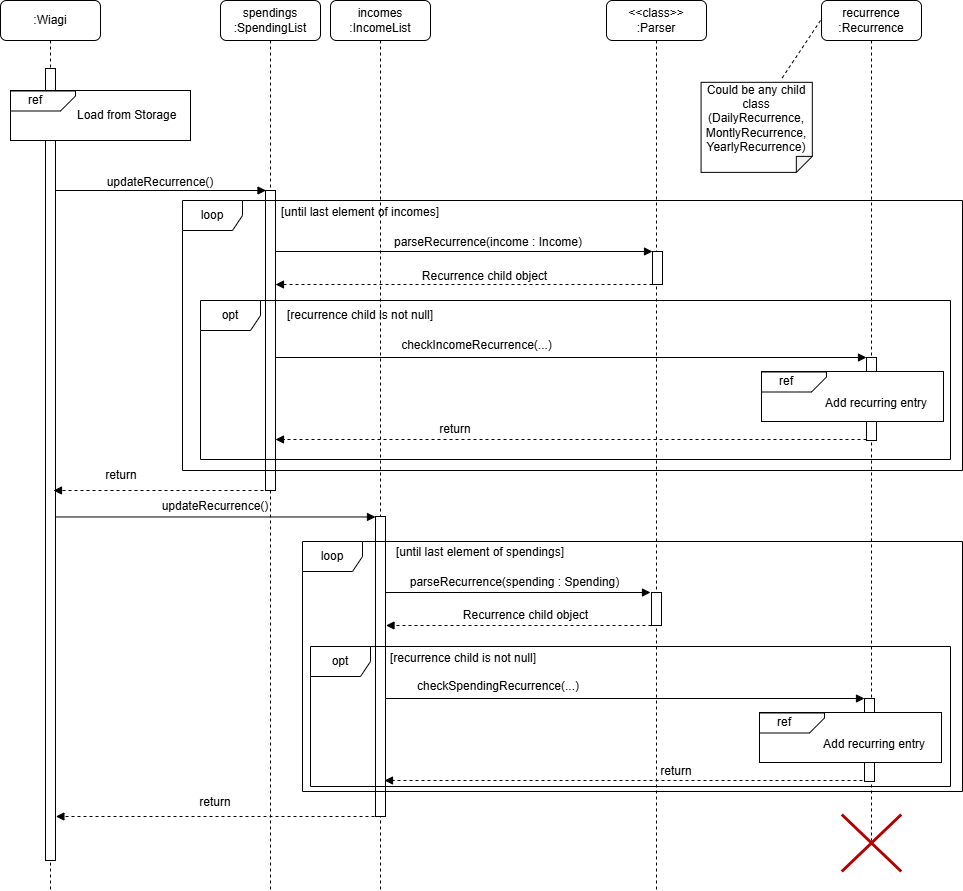 :Wiagi
spendings
:SpendingList
incomes
:IncomeList
<<class>>
:Parser
recurrence
:Recurrence
Could be any child
class
(DailyRecurrence,
MontlyRecurrence,
YearlyRecurrence)
ref
Load from Storage
updateRecurrence()
loop
[until last element of incomes]
parseRecurrence(income : Income)
Recurrence child object
opt
[recurrence child is not null]
checkIncomeRecurrence(...)
ref
Add recurring entry
return
return
updateRecurrence()
loop
[until last element of spendings]
parseRecurrence(spending : Spending)
Recurrence child object
opt
[recurrence child is not null]
checkSpendingRecurrence(...)
ref
Add recurring entry
return
return